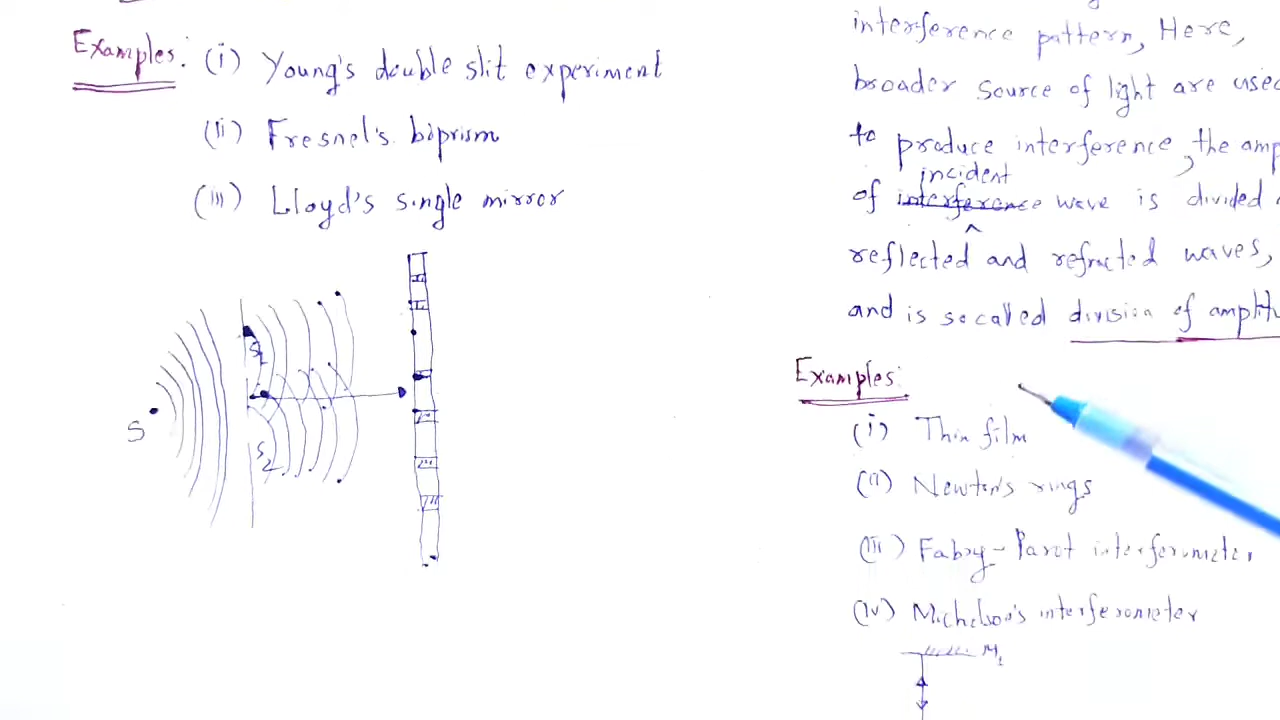 Examples: (i) Young's double slit experiment
(ii) Fresnel's biprism
(iii) Lloyd's single mirror
S
S1
S2
interference pattern, Here,
broader source of light are used
to produce interference, the amp
incident
of interference wave is divided
reflected and refracted waves,
and is so called division of amplitu
Examples:
(i) Thin film
(ii) Newton's rings
(iii) Fabry-Parot interferometer
(iv) Michelson's interferometer